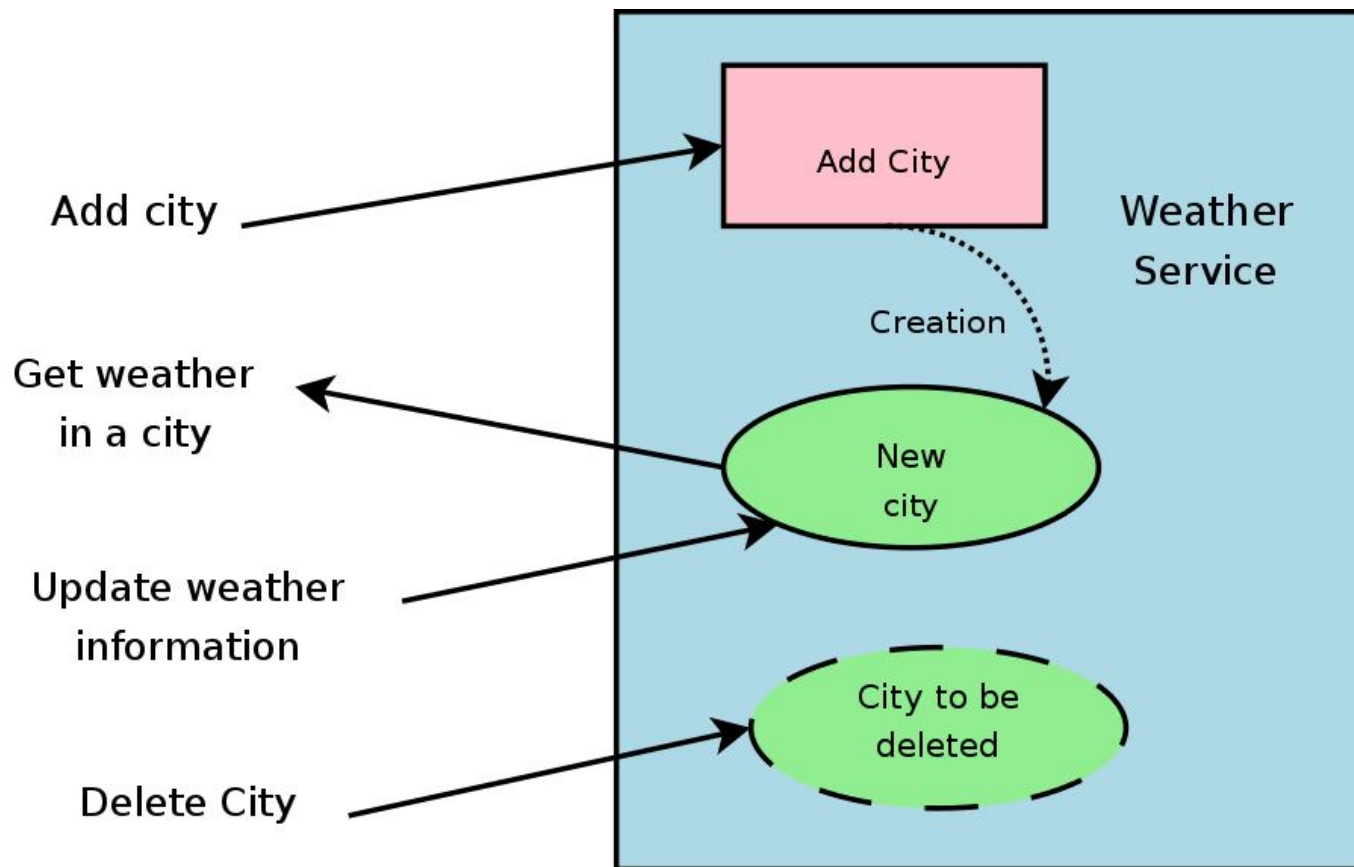 Add City
Weather
Service
Add city
Creation
Get weather
in a city
New
city
Update weather
information
City to be
deleted
Delete City